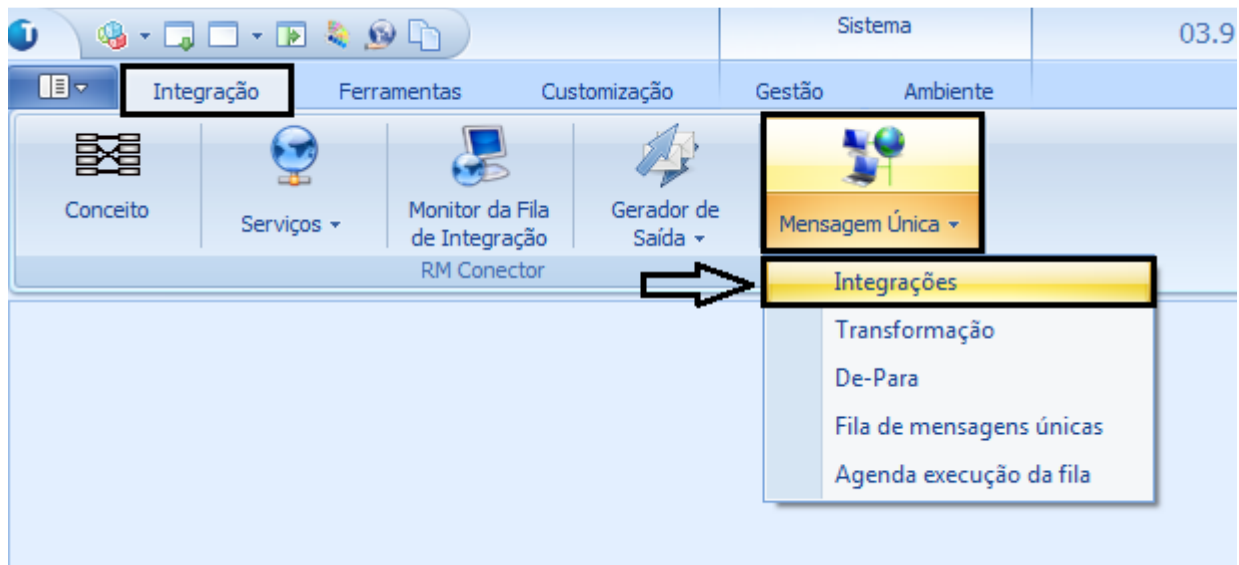 Sistema
03.9
Integração
Ferramentas
Customização
Gestão
Ambiente
Conceito
Serviços
Monitor da Fila
de Integração
Gerador de
Saída
Mensagem Única
RM Conector
Integrações
Transformação
De-Para
Fila de mensagens únicas
Agenda execução da fila